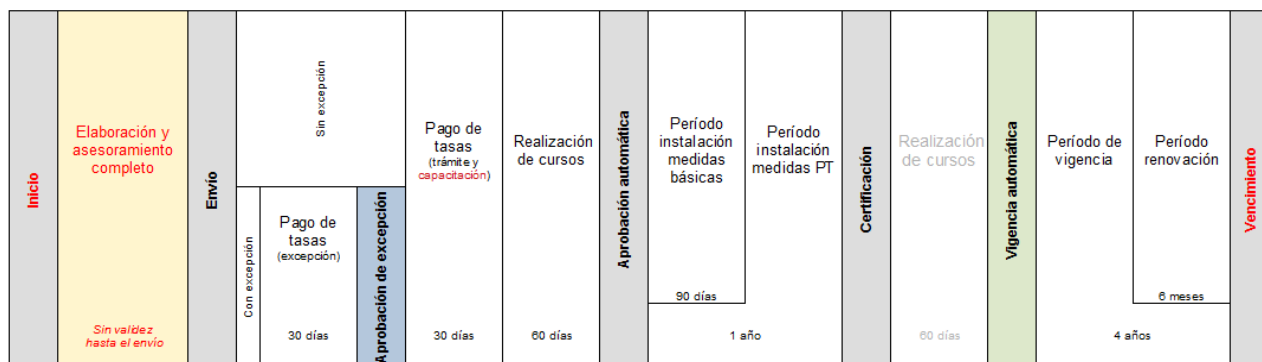 Inicio
Elaboración y
asesoramiento
completo
Sin validez
hasta el envío
Envío
Sin excepción
Con excepción
Pago de
tasas
(excepción)
30 días
Aprobación de excepción
Pago de
tasas
(trámite y
capacitación)
30 días
Realización
de cursos
60 días
Aprobación automática
Período
instalación
medidas
básicas
90 días
Período
instalación
medidas PT
1 año
Certificación
Realización
de cursos
60 días
Vigencia automática
Período de
vigencia
Período
renovación
6 meses
4 años
Vencimiento